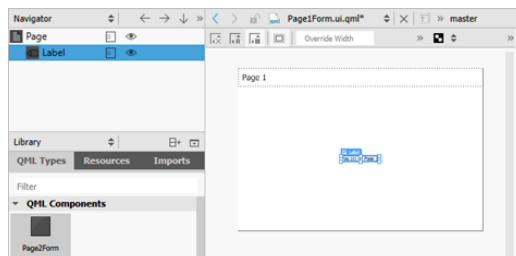 Navigator
Page1Form.ui.qml*
master
Page
Label
Override Width
Page 1
Label
Library
QML Types
Resources
Imports
Filter
QML Components
Page2Form